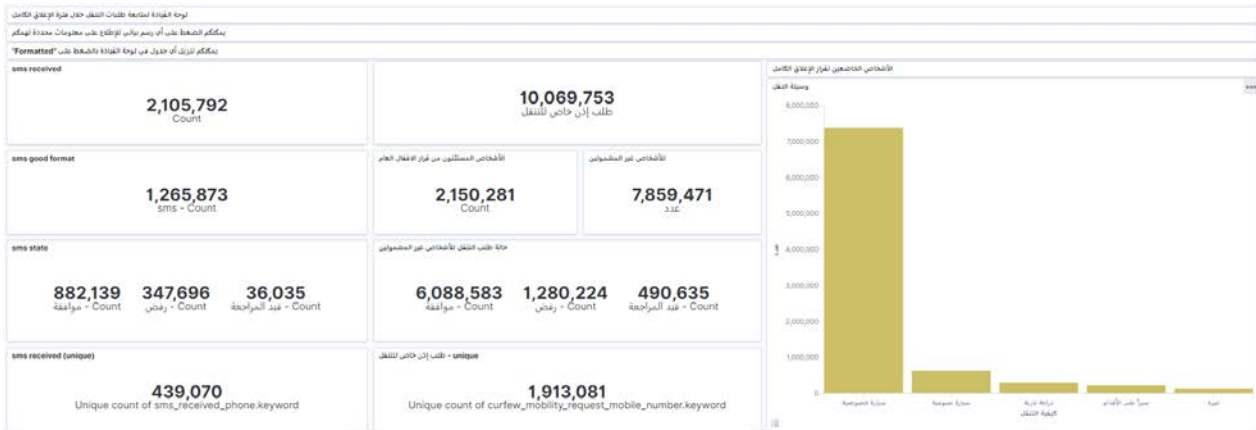 لوحة القيادة لمتابعة طلبات التنقل خلال فترة الإغلاق الكامل
يمكنكم الضغط على أي رسم بياني للإطلاع على معلومات محددة تهمكم
يمكنكم تنزيل أي جدول في لوحة القيادة بالضغط على "Formatted"
sms received
2,105,792
Count
10,069,753
طلب إذن خاص للتنقل
sms good format
1,265,873
sms - Count
الأشخاص المستثنون من قرار الاقفال العام
2,150,281
Count
للأشخاص غير المشمولين
7,859,471
عدد
sms state
882,139
موافقة - Count
347,696
رفض - Count
36,035
قيد المراجعة - Count
حالة طلب التنقل للأشخاص غير المشمولين
6,088,583
موافقة - Count
1,280,224
رفض - Count
490,635
قيد المراجعة - Count
sms received (unique)
439,070
Unique count of sms_received_phone.keyword
طلب إذن خاص للتنقل - unique
1,913,081
Unique count of curfew_mobility_request_mobile_number.keyword
الأشخاص الخاضعين لقرار الإغلاق الكامل
وسيلة التنقل
8,000,000
7,000,000
6,000,000
5,000,000
4,000,000
3,000,000
2,000,000
1,000,000
0
عدد
سيارة خصوصية
سيارة عمومية
دراجة نارية
سيراً على الأقدام
غيره
كيفية التنقل